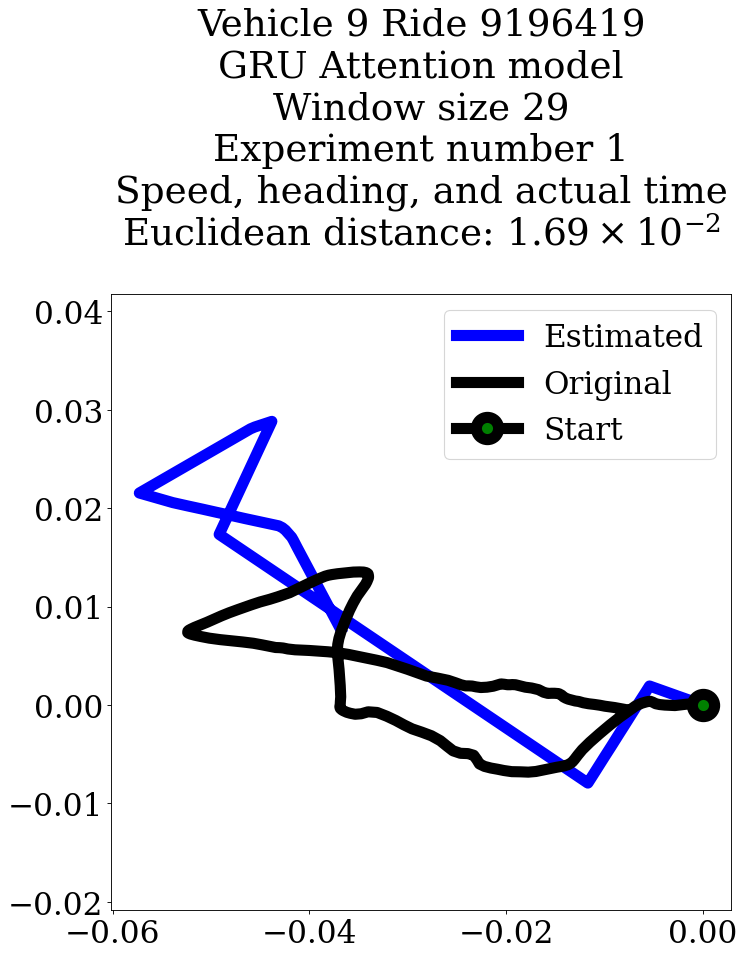 Vehicle 9 Ride 9196419
GRU Attention model
Window size 29
Experiment number 1
Speed, heading, and actual time
Euclidean distance: 1.69 × 10⁻²
Estimated
Original
Start
0.04
0.03
0.02
0.01
0.00
−0.01
−0.02
−0.06
−0.04
−0.02
0.00